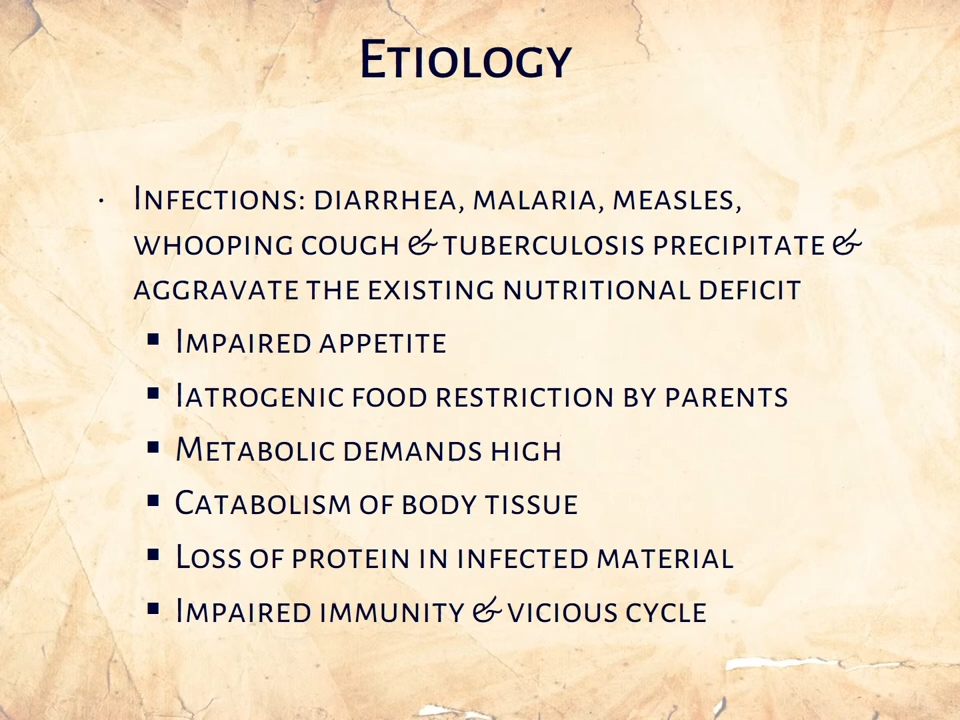 Etiology
· Infections: diarrhea, malaria, measles,
whooping cough & tuberculosis precipitate &
aggravate the existing nutritional deficit
▪ Impaired appetite
▪ Iatrogenic food restriction by parents
▪ Metabolic demands high
▪ Catabolism of body tissue
▪ Loss of protein in infected material
▪ Impaired immunity & vicious cycle